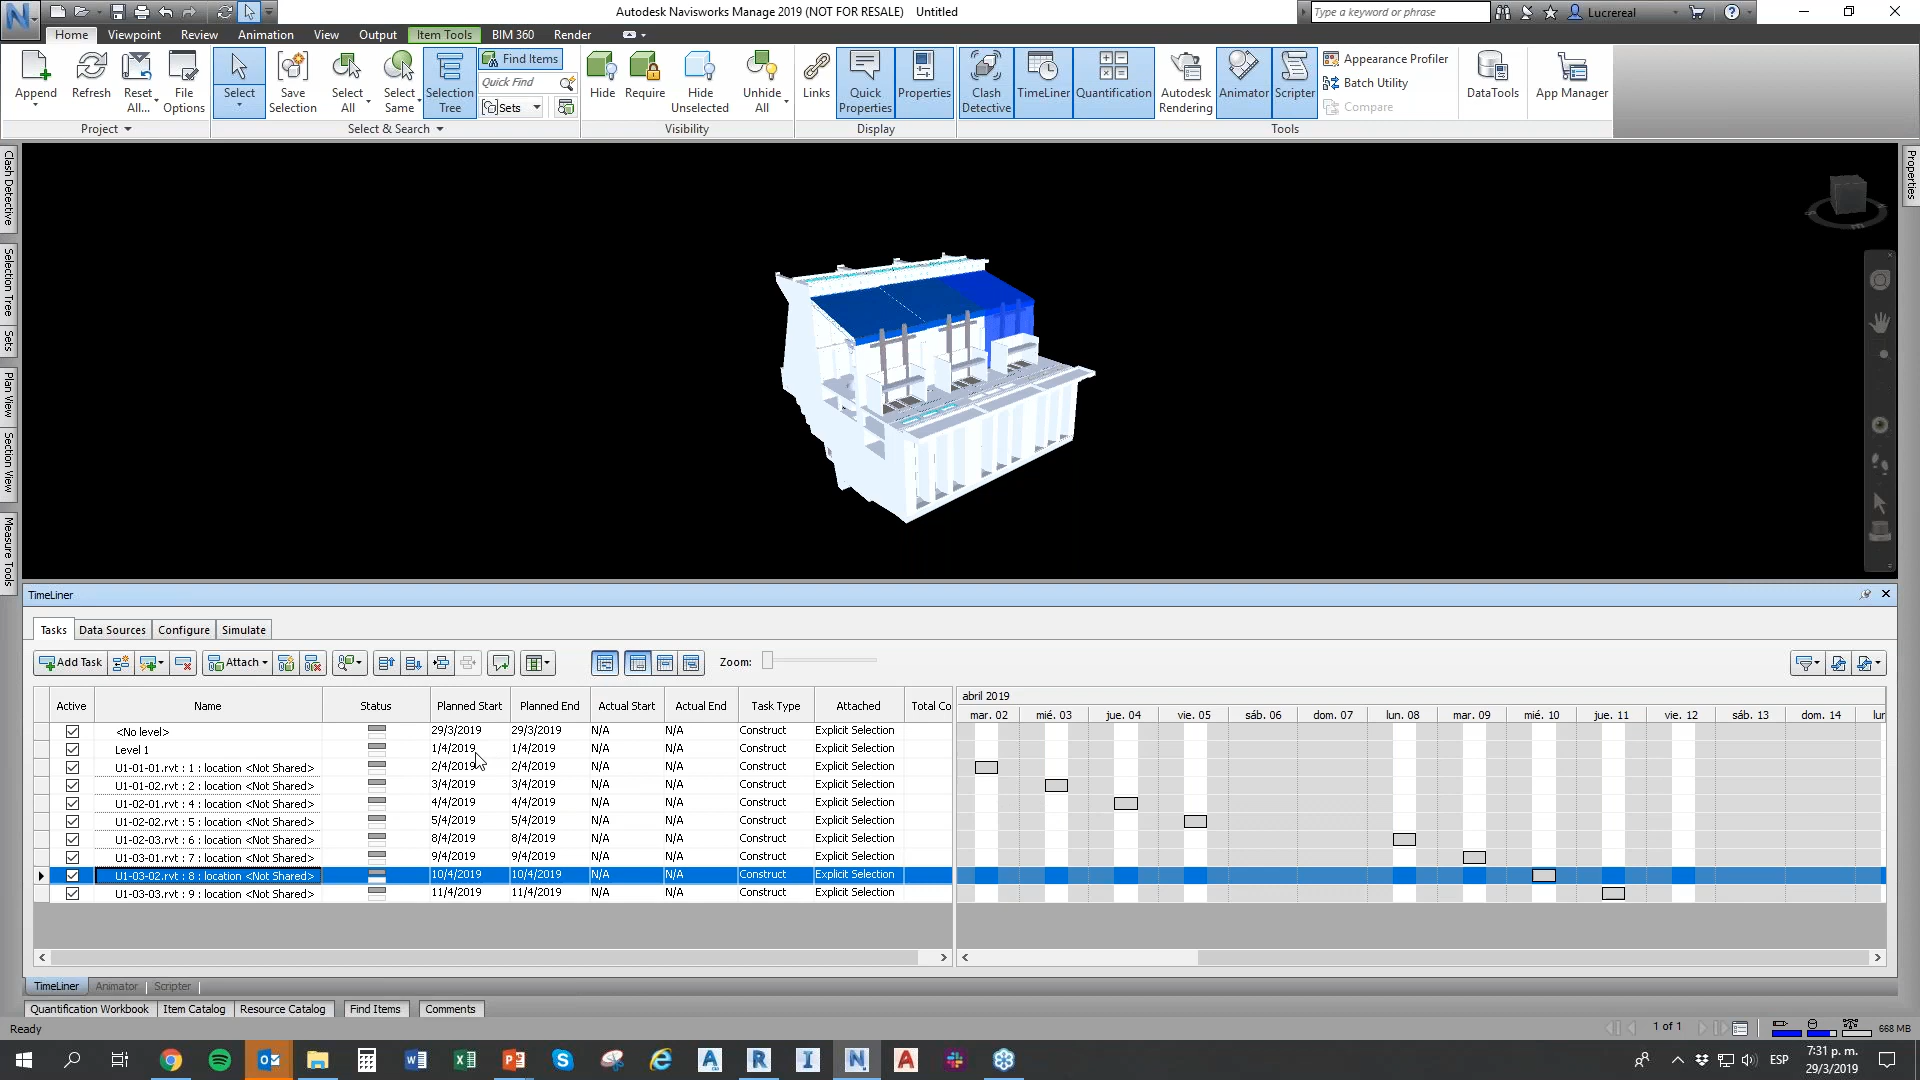 Autodesk Navisworks Manage 2019 (NOT FOR RESALE) Untitled
Type a keyword or phrase
Lucrereal
Home Viewpoint Review Animation View Output Item Tools BIM 360 Render
Append Refresh Reset All... File Options
Project
Select Save Selection Select All Select Same Selection Tree
Find Items
Quick Find
Sets
Select & Search
Hide Require Hide Unselected Unhide All
Visibility
Links Quick Properties Properties
Display
Clash Detective TimeLiner Quantification Autodesk Rendering Animator Scripter
Appearance Profiler
Batch Utility
Compare
DataTools App Manager
Tools
Clash Detective
Selection Tree
Sets
Plan View
Section View
Measure Tools
Properties
TimeLiner
Tasks Data Sources Configure Simulate
Add Task Attach Zoom:
Active Name Status Planned Start Planned End Actual Start Actual End Task Type Attached Total Co
abril 2019
mar. 02 mié. 03 jue. 04 vie. 05 sáb. 06 dom. 07 lun. 08 mar. 09 mié. 10 jue. 11 vie. 12 sáb. 13 dom. 14 lur
<No level> 29/3/2019 29/3/2019 N/A N/A Construct Explicit Selection
Level 1 1/4/2019 1/4/2019 N/A N/A Construct Explicit Selection
U1-01-01.rvt : 1 : location <Not Shared> 2/4/2019 2/4/2019 N/A N/A Construct Explicit Selection
U1-01-02.rvt : 2 : location <Not Shared> 3/4/2019 3/4/2019 N/A N/A Construct Explicit Selection
U1-02-01.rvt : 4 : location <Not Shared> 4/4/2019 4/4/2019 N/A N/A Construct Explicit Selection
U1-02-02.rvt : 5 : location <Not Shared> 5/4/2019 5/4/2019 N/A N/A Construct Explicit Selection
U1-02-03.rvt : 6 : location <Not Shared> 8/4/2019 8/4/2019 N/A N/A Construct Explicit Selection
U1-03-01.rvt : 7 : location <Not Shared> 9/4/2019 9/4/2019 N/A N/A Construct Explicit Selection
U1-03-02.rvt : 8 : location <Not Shared> 10/4/2019 10/4/2019 N/A N/A Construct Explicit Selection
U1-03-03.rvt : 9 : location <Not Shared> 11/4/2019 11/4/2019 N/A N/A Construct Explicit Selection
TimeLiner Animator Scripter
Quantification Workbook Item Catalog Resource Catalog Find Items Comments
Ready
1 of 1
668 MB
ESP
7:31 p. m.
29/3/2019